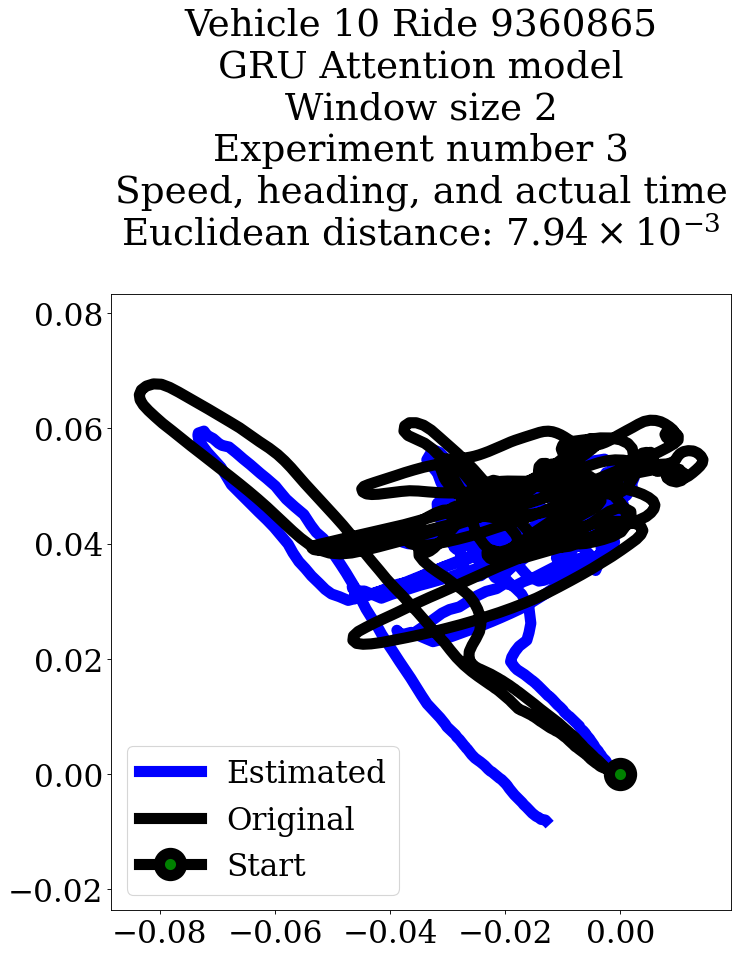 Vehicle 10 Ride 9360865
GRU Attention model
Window size 2
Experiment number 3
Speed, heading, and actual time
Euclidean distance: 7.94 × 10⁻³
0.08
0.06
0.04
0.02
0.00
−0.02
Estimated
Original
Start
−0.08 −0.06 −0.04 −0.02 0.00